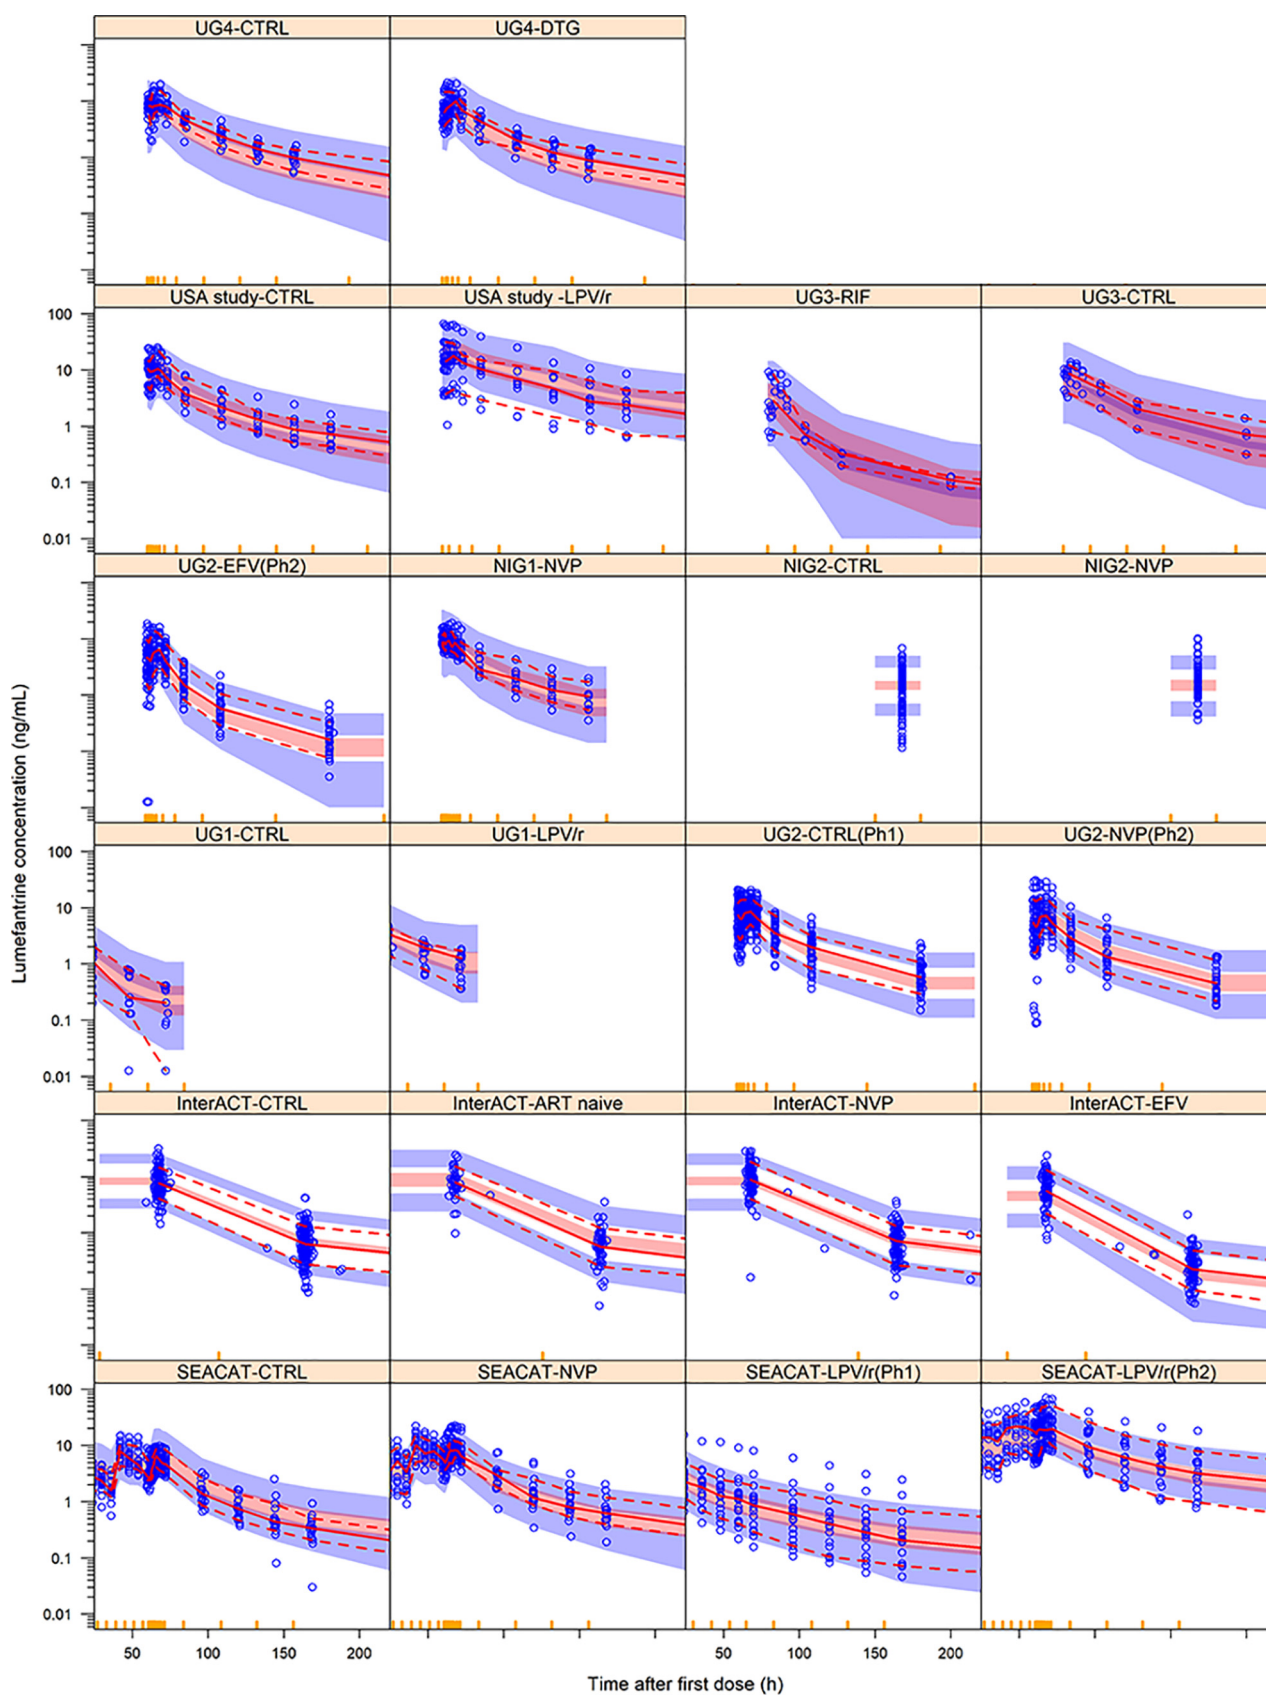 UG4-CTRL UG4-DTG
USA study-CTRL USA study -LPV/r UG3-RIF UG3-CTRL
100
10
1
0.1
0.01
UG2-EFV(Ph2) NIG1-NVP NIG2-CTRL NIG2-NVP
Lumefantrine concentration (ng/mL)
UG1-CTRL UG1-LPV/r UG2-CTRL(Ph1) UG2-NVP(Ph2)
100
10
1
0.1
0.01
InterACT-CTRL InterACT-ART naive InterACT-NVP InterACT-EFV
SEACAT-CTRL SEACAT-NVP SEACAT-LPV/r(Ph1) SEACAT-LPV/r(Ph2)
100
10
1
0.1
0.01
50 100 150 200 50 100 150 200
Time after first dose (h)